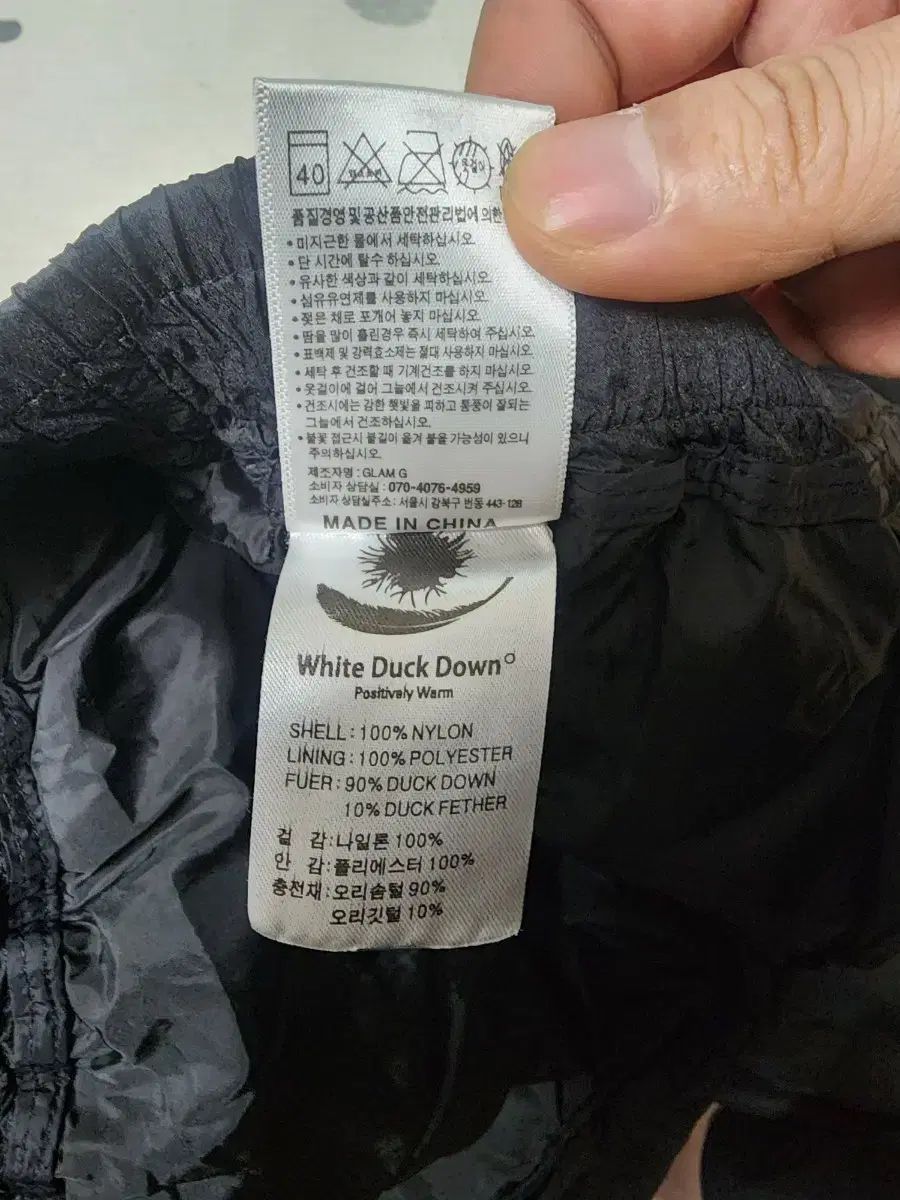 40
옷걸이
품질경영 및 공산품안전관리법에 의한
• 미지근한 물에서 세탁하십시오.
• 단 시간에 탈수 하십시오.
• 유사한 색상과 같이 세탁하십시오.
• 섬유유연제를 사용하지 마십시오.
• 젖은 채로 포개어 놓지 마십시오.
• 땀을 많이 흘린경우 즉시 세탁하여 주십시오.
• 표백제 및 강력효소제는 절대 사용하지 마십시오.
• 세탁 후 건조할 때 기계건조를 하지 마십시오.
• 옷걸이에 걸어 그늘에서 건조시켜 주십시오.
• 건조시에는 강한 햇빛을 피하고 통풍이 잘되는
그늘에서 건조하십시오.
• 불꽃 접근시 불길이 옮겨 붙을 가능성이 있으니
주의하십시오.
제조자명 : GLAM G
소비자 상담실 : 070-4076-4959
소비자 상담실주소: 서울시 강북구 번동 443-128
MADE IN CHINA
White Duck Down
Positively Warm
SHELL : 100% NYLON
LINING : 100% POLYESTER
FUER : 90% DUCK DOWN
10% DUCK FETHER
겉 감 : 나일론 100%
안 감 : 폴리에스터 100%
충전재 : 오리솜털 90%
오리깃털 10%